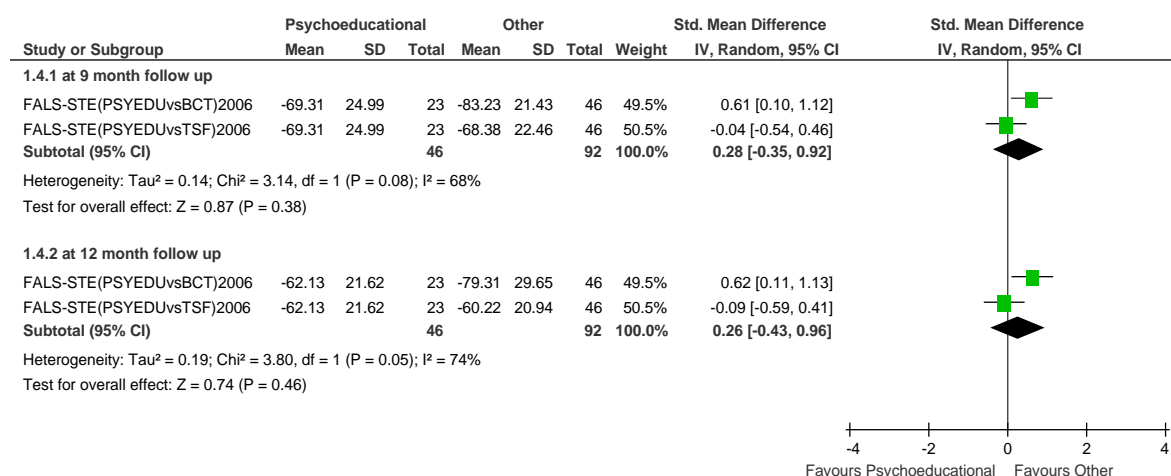 Psychoeducational Other Std. Mean Difference Std. Mean Difference
Study or Subgroup Mean SD Total Mean SD Total Weight IV, Random, 95% CI IV, Random, 95% CI
1.4.1 at 9 month follow up
FALS-STE(PSYEDUvsBCT)2006 -69.31 24.99 23 -83.23 21.43 46 49.5% 0.61 [0.10, 1.12]
FALS-STE(PSYEDUvsTSF)2006 -69.31 24.99 23 -68.38 22.46 46 50.5% -0.04 [-0.54, 0.46]
Subtotal (95% CI) 46 92 100.0% 0.28 [-0.35, 0.92]
Heterogeneity: Tau² = 0.14; Chi² = 3.14, df = 1 (P = 0.08); I² = 68%
Test for overall effect: Z = 0.87 (P = 0.38)
1.4.2 at 12 month follow up
FALS-STE(PSYEDUvsBCT)2006 -62.13 21.62 23 -79.31 29.65 46 49.5% 0.62 [0.11, 1.13]
FALS-STE(PSYEDUvsTSF)2006 -62.13 21.62 23 -60.22 20.94 46 50.5% -0.09 [-0.59, 0.41]
Subtotal (95% CI) 46 92 100.0% 0.26 [-0.43, 0.96]
Heterogeneity: Tau² = 0.19; Chi² = 3.80, df = 1 (P = 0.05); I² = 74%
Test for overall effect: Z = 0.74 (P = 0.46)
-4 -2 0 2 4
Favours Psychoeducational Favours Other